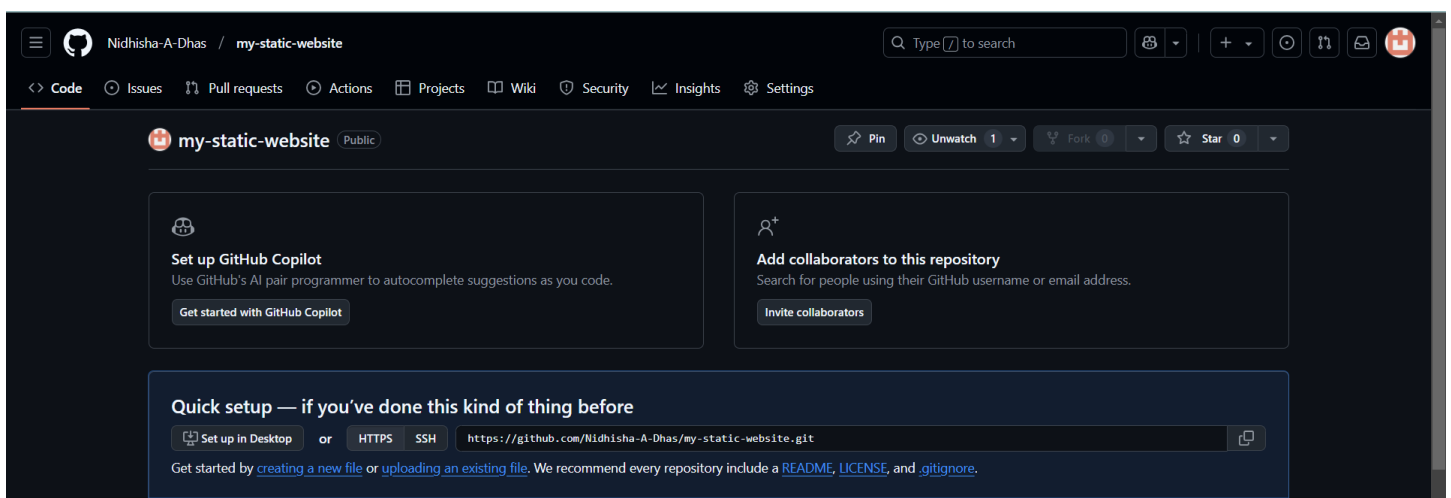 Nidhisha-A-Dhas / my-static-website
Type / to search
Code Issues Pull requests Actions Projects Wiki Security Insights Settings
my-static-website Public
Pin Unwatch 1 Fork 0 Star 0
Set up GitHub Copilot
Use GitHub's AI pair programmer to autocomplete suggestions as you code.
Get started with GitHub Copilot
Add collaborators to this repository
Search for people using their GitHub username or email address.
Invite collaborators
Quick setup — if you've done this kind of thing before
Set up in Desktop or HTTPS SSH https://github.com/Nidhisha-A-Dhas/my-static-website.git
Get started by creating a new file or uploading an existing file. We recommend every repository include a README, LICENSE, and .gitignore.